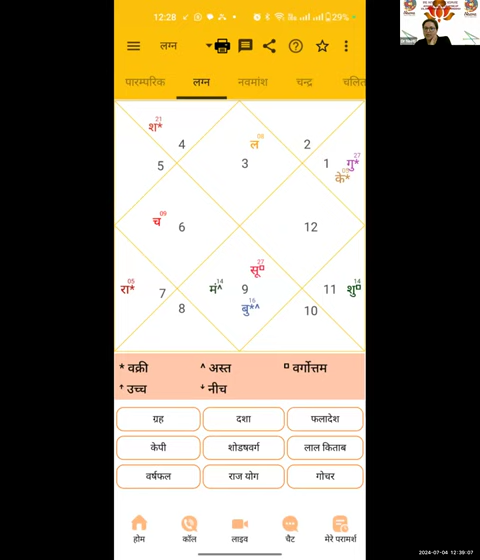 12:28 29%
लग्न
पारम्परिक लग्न नवमांश चन्द्र चलित
21
श*
4
ल
2
5
3
1
27
गु*
के*
09
च
6
12
05
रा*
7
14
मं^
27
सू¤
9
11
14
शु¤
8
16
बु*^
10
* वक्री ^ अस्त ¤ वर्गोत्तम
↑ उच्च ↓ नीच
ग्रह दशा फलादेश
केपी शोडषवर्ग लाल किताब
वर्षफल राज योग गोचर
होम कॉल लाइव चैट मेरे परामर्श
2024-07-04 12:39:07